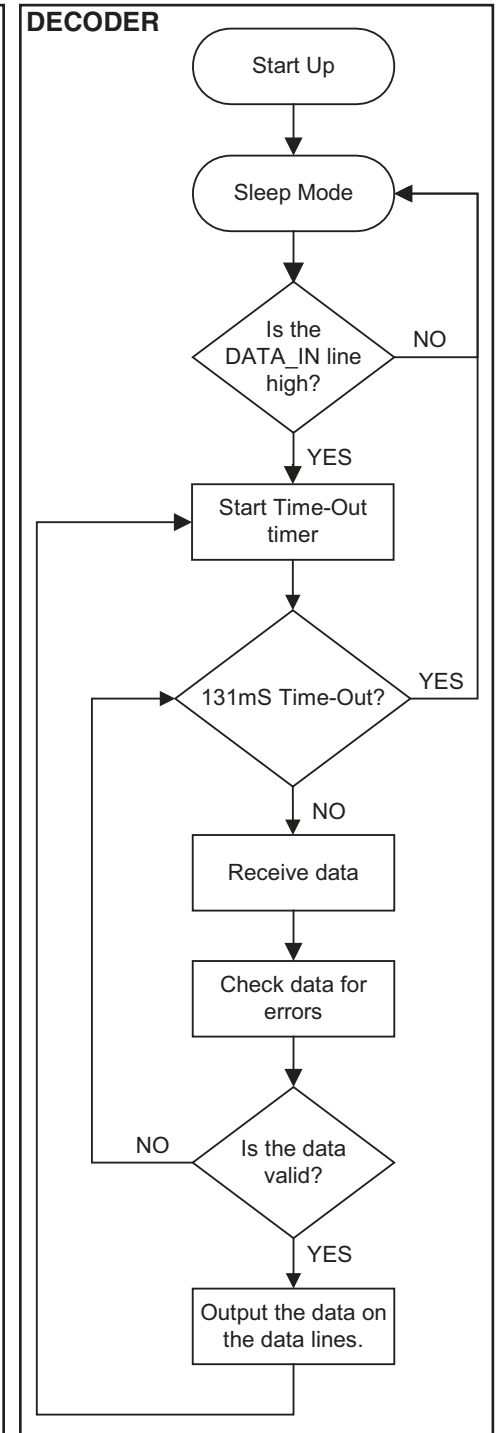 DECODER
Start Up
Sleep Mode
Is the
DATA_IN line
high?
NO
YES
Start Time-Out
timer
131mS Time-Out?
YES
NO
Receive data
Check data for
errors
Is the data
valid?
NO
YES
Output the data on
the data lines.